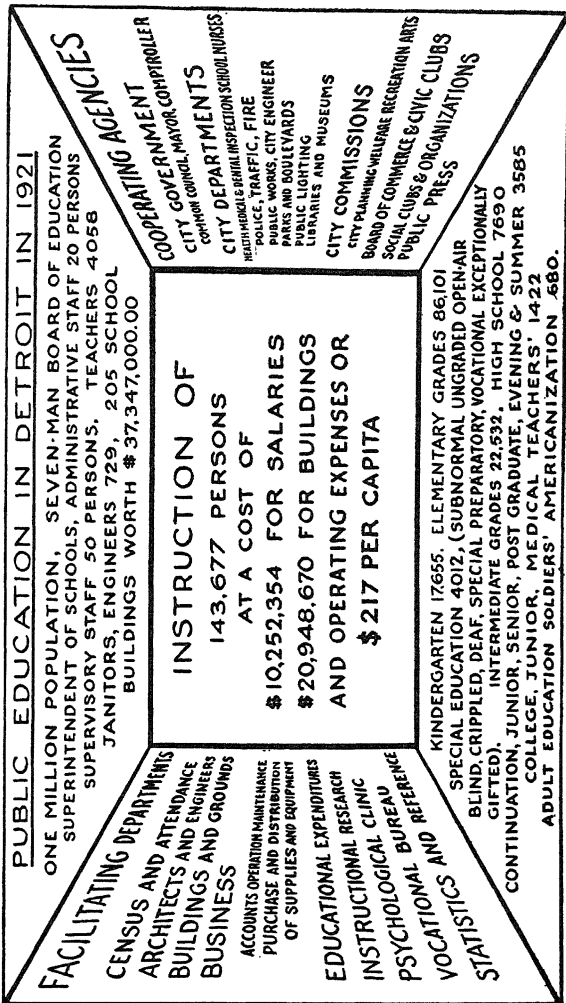 PUBLIC EDUCATION IN DETROIT IN 1921
ONE MILLION POPULATION, SEVEN-MAN BOARD OF EDUCATION
SUPERINTENDENT OF SCHOOLS, ADMINISTRATIVE STAFF 20 PERSONS
SUPERVISORY STAFF 50 PERSONS, TEACHERS 4058
JANITORS, ENGINEERS 729, 205 SCHOOL
BUILDINGS WORTH $37,347,000.00
FACILITATING DEPARTMENTS
CENSUS AND ATTENDANCE
ARCHITECTS AND ENGINEERS
BUILDINGS AND GROUNDS
BUSINESS
ACCOUNTS OPERATION MAINTENANCE
PURCHASE AND DISTRIBUTION
OF SUPPLIES AND EQUIPMENT
EDUCATIONAL EXPENDITURES
INSTRUCTIONAL RESEARCH
INSTRUCTIONAL CLINIC
PSYCHOLOGICAL BUREAU
VOCATIONS AND REFERENCE
STATISTICS
INSTRUCTION OF
143,677 PERSONS
AT A COST OF
$10,252,354 FOR SALARIES
$20,948,670 FOR BUILDINGS
AND OPERATING EXPENSES OR
$217 PER CAPITA
COOPERATING AGENCIES
CITY GOVERNMENT
COMMON COUNCIL, MAYOR, COMPTROLLER
CITY DEPARTMENTS
HEALTH MEDICAL & DENTAL INSPECTION SCHOOL NURSES
POLICE, TRAFFIC, FIRE
PUBLIC WORKS, CITY ENGINEER
PARKS AND BOULEVARDS
PUBLIC LIGHTING
LIBRARIES AND MUSEUMS
CITY COMMISSIONS
CITY PLANNING WELLFARE RECREATION ARTS
BOARD OF COMMERCE & CIVIC CLUBS
SOCIAL CLUBS & ORGANIZATIONS
PUBLIC PRESS
KINDERGARTEN 17,655, ELEMENTARY GRADES 86,101
SPECIAL EDUCATION 4012, (SUBNORMAL UNGRADED OPEN-AIR
BLIND, CRIPPLED, DEAF, SPECIAL PREPARATORY, VOCATIONAL EXCEPTIONALLY
GIFTED). INTERMEDIATE GRADES 22,532, HIGH SCHOOL 7690
CONTINUATION, JUNIOR, SENIOR, POST GRADUATE, EVENING & SUMMER 3585
COLLEGE, JUNIOR, MEDICAL TEACHERS' 1422
ADULT EDUCATION SOLDIERS' AMERICANIZATION 680.